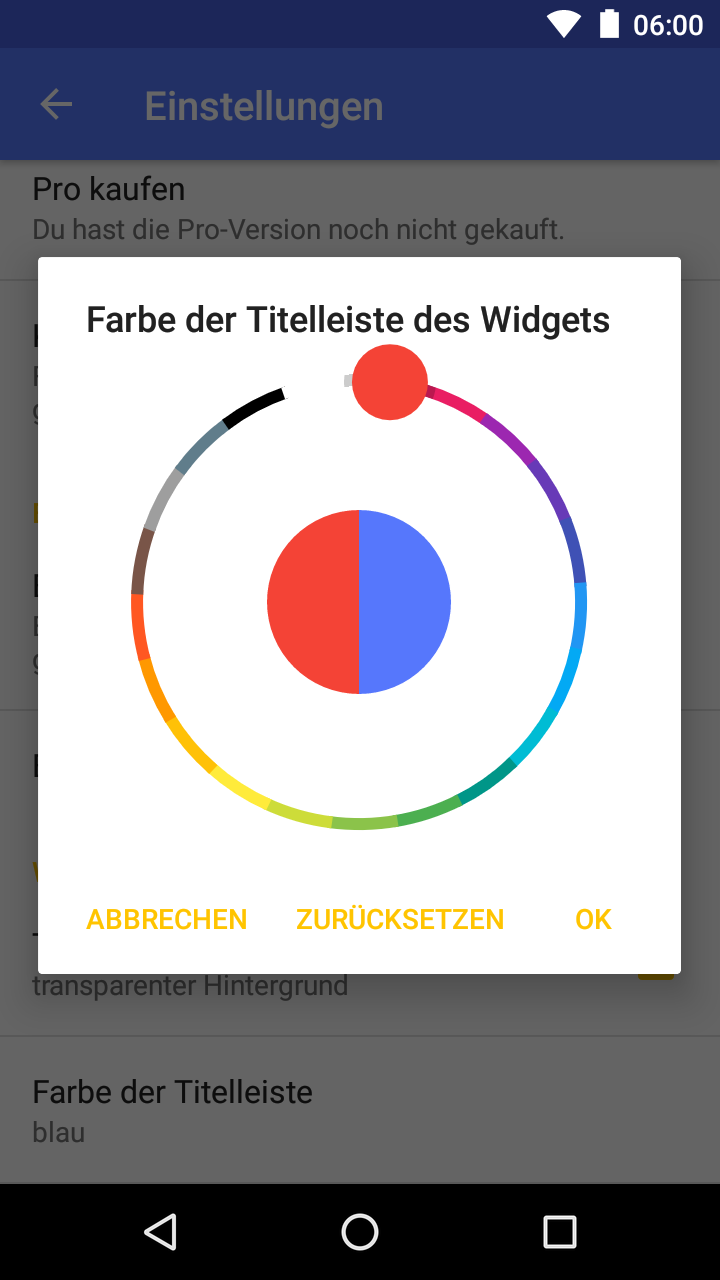 06:00
Einstellungen
Pro kaufen
Du hast die Pro-Version noch nicht gekauft.
Farbe der Titelleiste des Widgets
ABBRECHEN ZURÜCKSETZEN OK
transparenter Hintergrund
Farbe der Titelleiste
blau